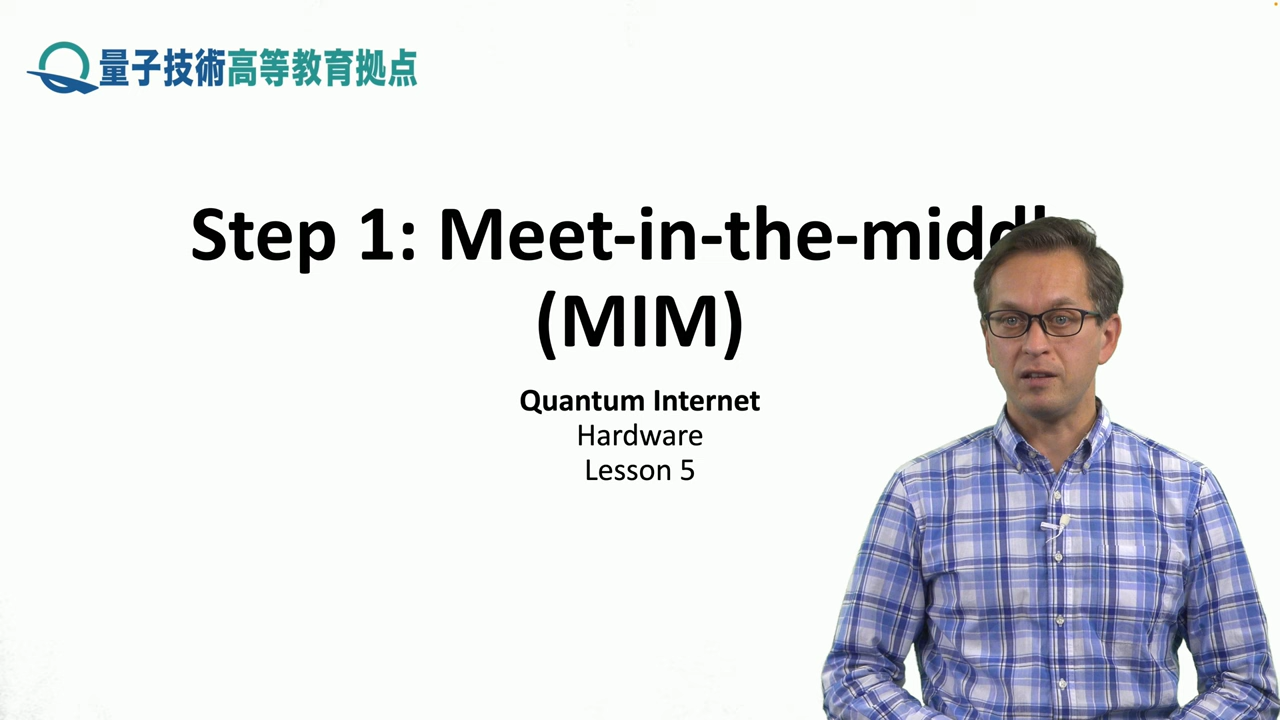 量子技術高等教育拠点
Step 1: Meet-in-the-middl
(MIM)
Quantum Internet
Hardware
Lesson 5